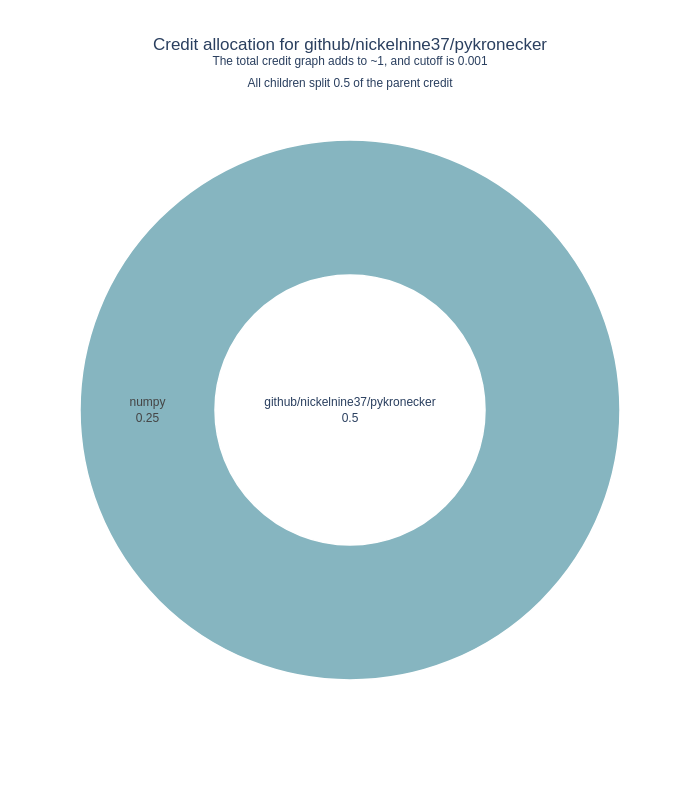 Credit allocation for github/nickelnine37/pykronecker
The total credit graph adds to ~1, and cutoff is 0.001
All children split 0.5 of the parent credit
numpy
0.25
github/nickelnine37/pykronecker
0.5